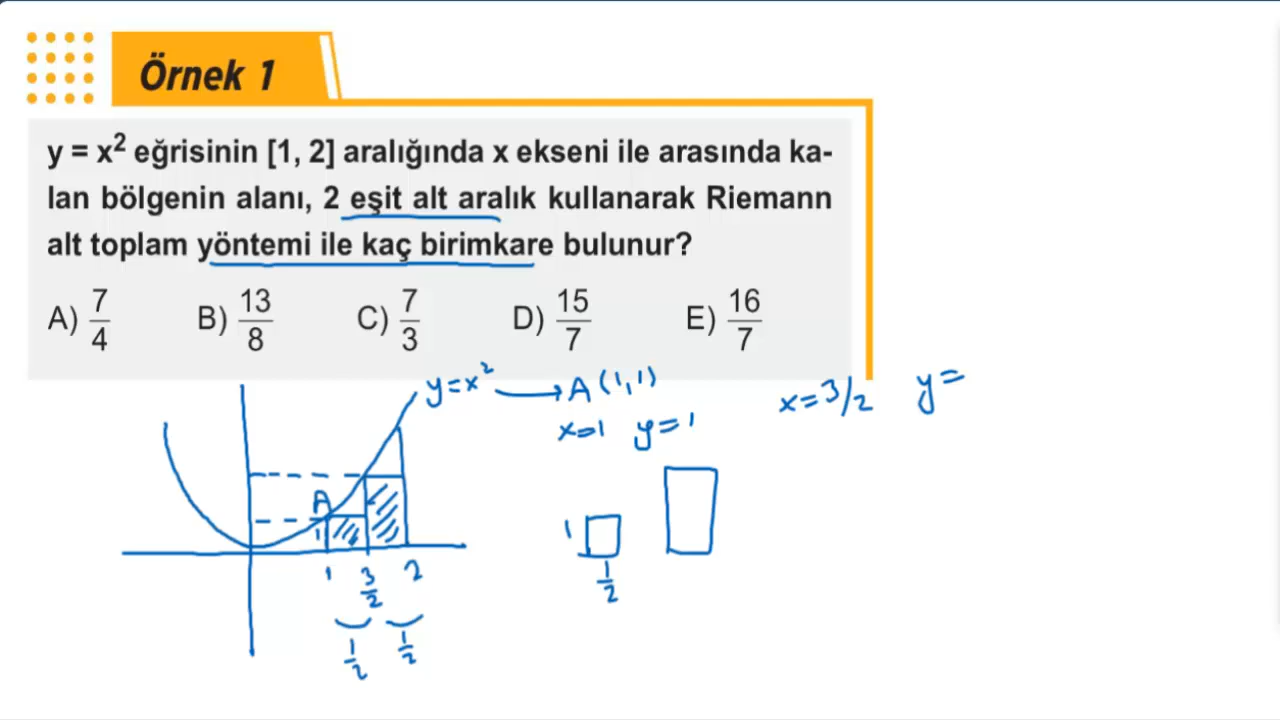 Örnek 1
y = x² eğrisinin [1, 2] aralığında x ekseni ile arasında ka-
lan bölgenin alanı, 2 eşit alt aralık kullanarak Riemann
alt toplam yöntemi ile kaç birimkare bulunur?
A) 7/4 B) 13/8 C) 7/3 D) 15/7 E) 16/7
y=x² → A (1,1)
x=3/2 y=
x=1 y=1
A
1
1
1 3/2 2
1/2
1/2 1/2